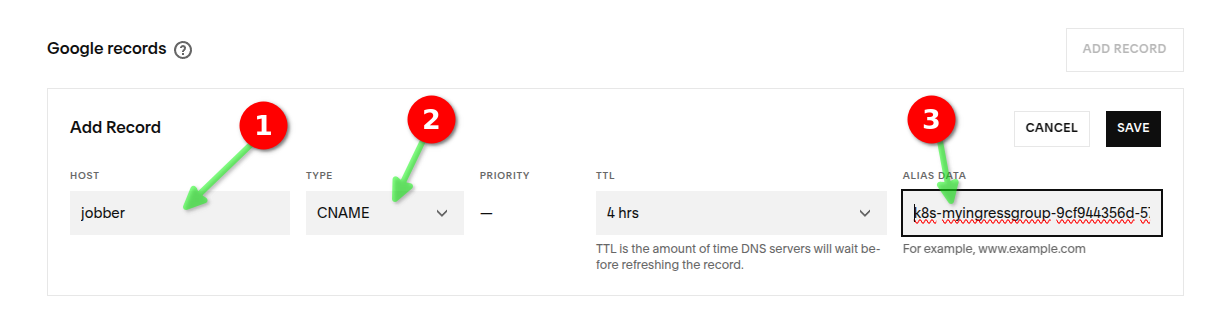 Google records ?
ADD RECORD
Add Record
1
2
3
CANCEL
SAVE
HOST
TYPE
PRIORITY
TTL
ALIAS DATA
jobber
CNAME
—
4 hrs
k8s-myingressgroup-9cf944356d-5
TTL is the amount of time DNS servers will wait be-
fore refreshing the record.
For example, www.example.com